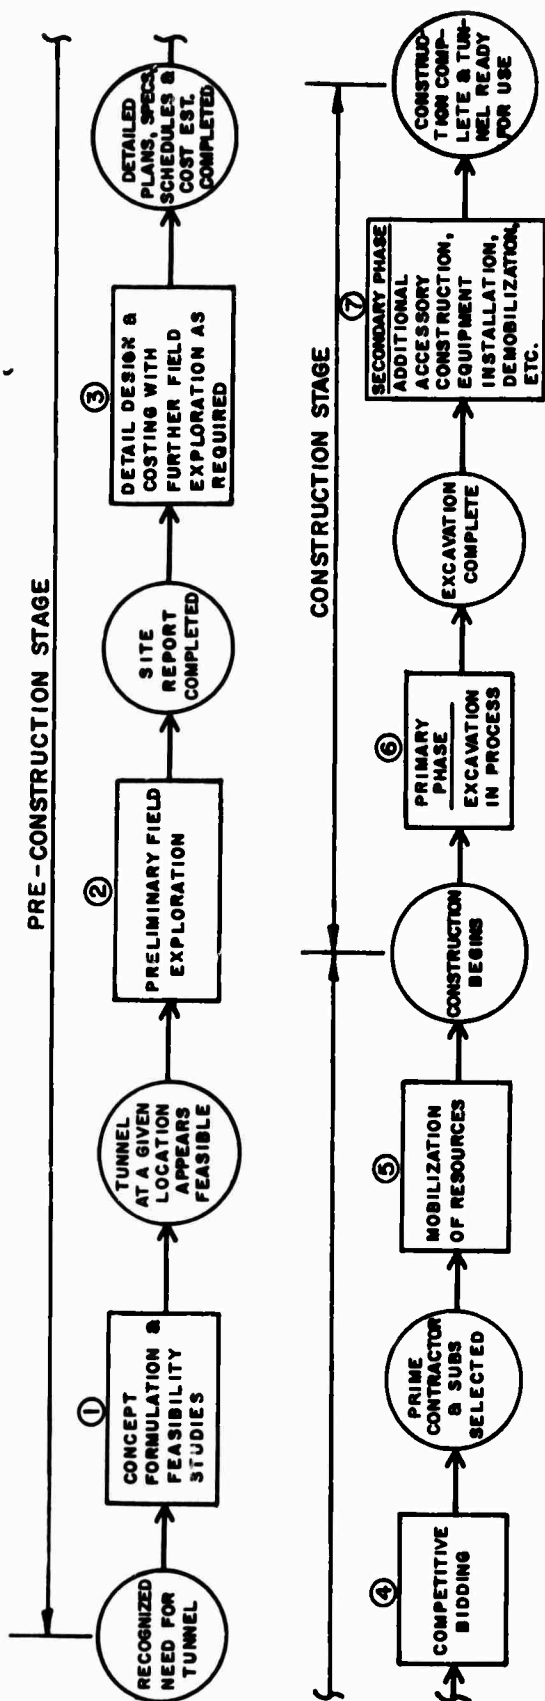 PRE-CONSTRUCTION STAGE
RECOGNIZED
NEED FOR
TUNNEL
①
CONCEPT
FORMULATION &
FEASIBILITY
STUDIES
TUNNEL
AT A GIVEN
LOCATION
APPEARS
FEASIBLE
②
PRELIMINARY FIELD
EXPLORATION
SITE
REPORT
COMPLETED
③
DETAIL DESIGN &
COSTING WITH
FURTHER FIELD
EXPLORATION AS
REQUIRED
DETAILED
PLANS, SPECS,
SCHEDULES &
COST EST.
COMPLETED
CONSTRUCTION STAGE
④
COMPETITIVE
BIDDING
PRIME
CONTRACTOR
& SUBS
SELECTED
⑤
MOBILIZATION
OF RESOURCES
CONSTRUCTION
BEGINS
⑥
PRIMARY
PHASE
EXCAVATION
IN PROCESS
EXCAVATION
COMPLETE
⑦
SECONDARY PHASE
ADDITIONAL
ACCESSORY
CONSTRUCTION,
EQUIPMENT
INSTALLATION,
DEMOBILIZATION,
ETC.
CONSTRUC-
TION COMP-
LETE & TUN-
NEL READY
FOR USE